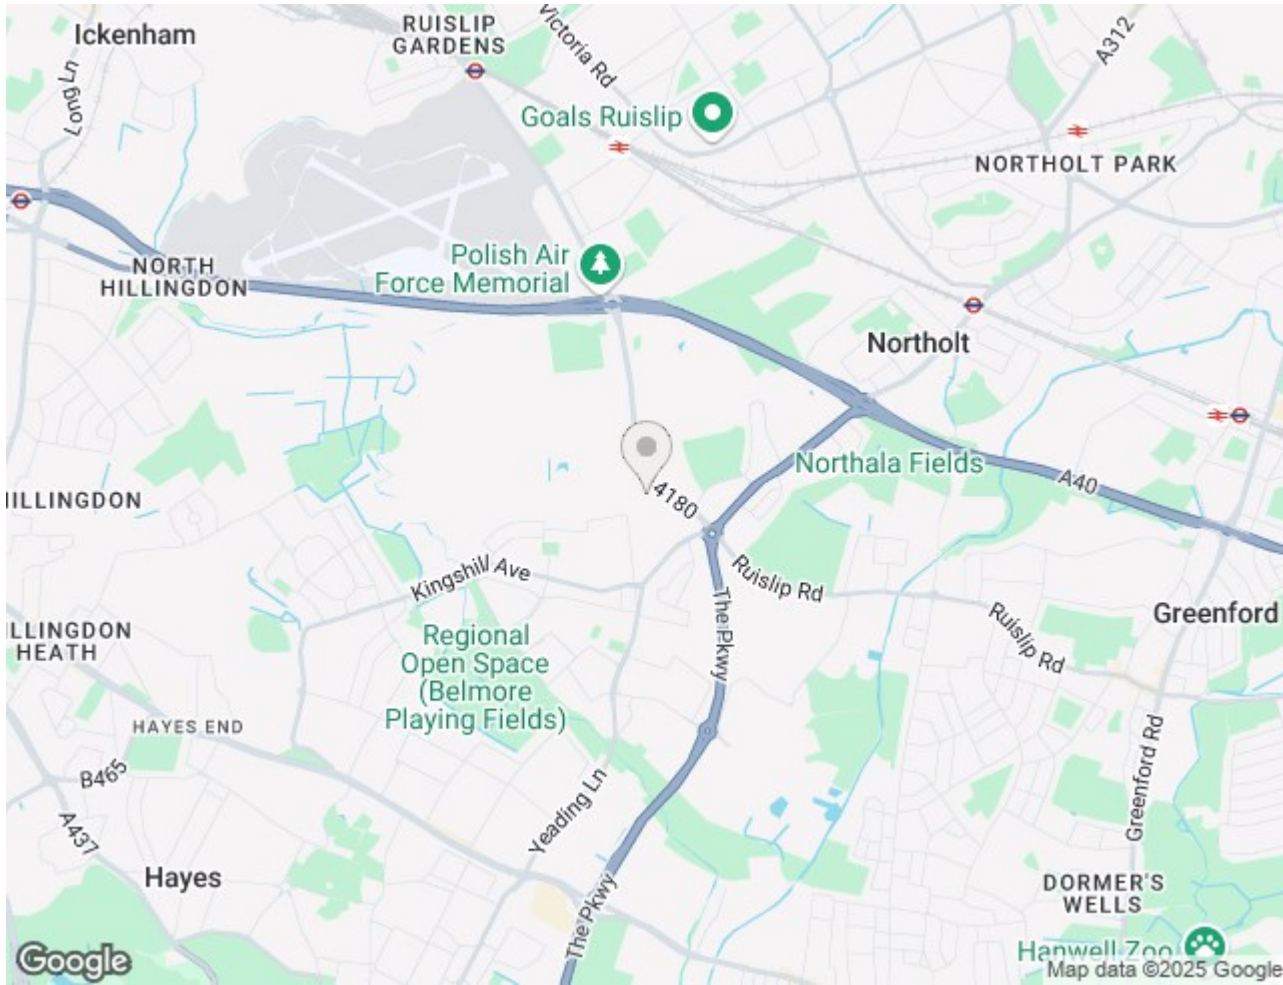 Ickenham
RUISLIP
GARDENS
Victoria Rd
A312
Long Ln
Goals Ruislip
NORTHOLT PARK
Polish Air
Force Memorial
NORTH
HILLINGDON
Northolt
Northala Fields
A40
4180
HILLINGDON
Kingshill Ave
Ruislip Rd
Ruislip Rd
The Pkwy
Greenford
ILLINGDON
HEATH
Regional
Open Space
(Belmore
Playing Fields)
HAYES END
B465
A437
Yeading Ln
Greenford Rd
Hayes
DORMER'S
WELLS
The Pkwy
Hanwell Zoo
Google
Map data ©2025 Google